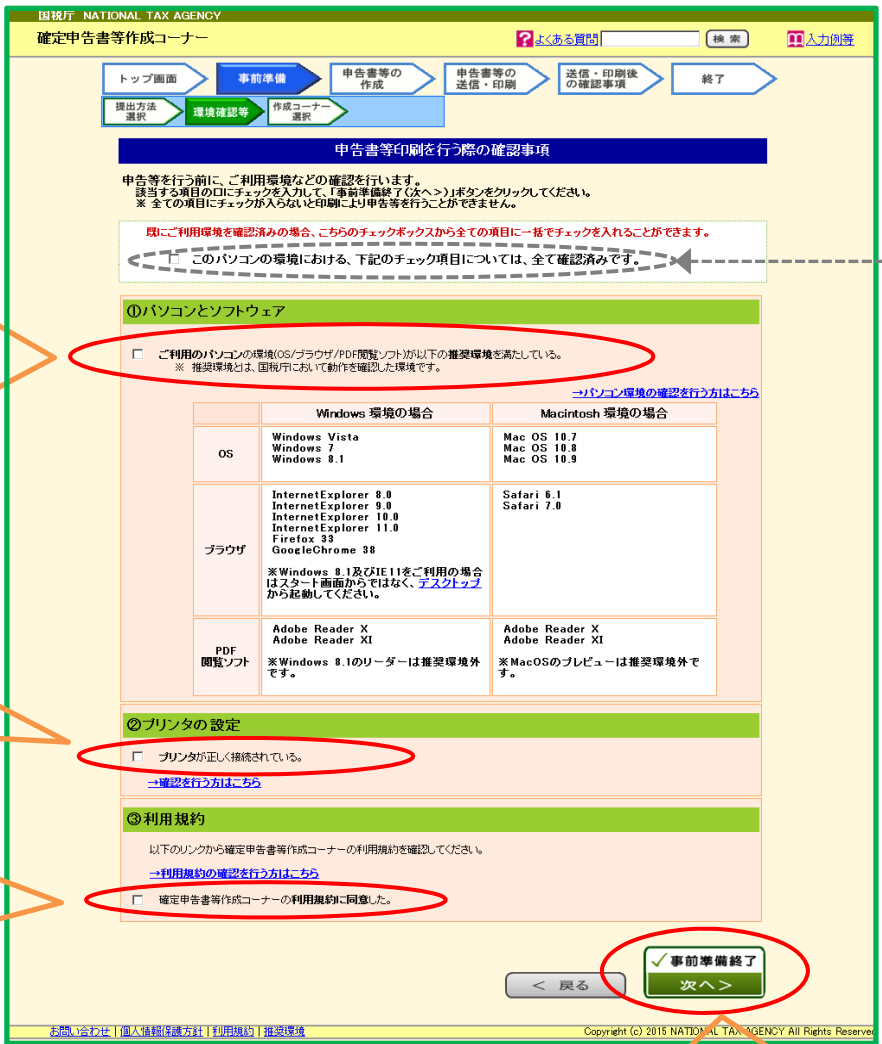 国税庁 NATIONAL TAX AGENCY
確定申告書等作成コーナー
?よくある質問 検索 入力例等
トップ画面
事前準備
申告書等の
作成
申告書等の
送信・印刷
送信・印刷後
の確認事項
終了
提出方法
選択
環境確認等
作成コーナー
選択
申告書等印刷を行う際の確認事項
申告等を行う前に、ご利用環境などの確認を行います。
該当する項目の口にチェックを入力して、「事前準備終了(次へ>)」ボタンをクリックしてください。
※ 全ての項目にチェックが入らないと印刷により申告等を行うことができません。
既にご利用環境を確認済みの場合、こちらのチェックボックスから全ての項目に一括でチェックを入れることができます。
このパソコンの環境における、下記のチェック項目については、全て確認済みです。
①パソコンとソフトウェア
ご利用のパソコンの環境(OS/ブラウザ/PDF閲覧ソフト)が以下の推奨環境を満たしている。
※ 推奨環境とは、国税庁において動作を確認した環境です。
→パソコン環境の確認を行う方はこちら
Windows 環境の場合
Macintosh 環境の場合
OS
Windows Vista
Windows 7
Windows 8.1
Mac OS 10.7
Mac OS 10.8
Mac OS 10.9
ブラウザ
InternetExplorer 8.0
InternetExplorer 9.0
InternetExplorer 10.0
InternetExplorer 11.0
Firefox 33
GoogleChrome 38
※Windows 8.1及びIE11をご利用の場合
はスタート画面からではなく、デスクトップ
から起動してください。
Safari 6.1
Safari 7.0
PDF
閲覧ソフト
Adobe Reader X
Adobe Reader XI
※Windows 8.1のリーダーは推奨環境外
です。
Adobe Reader X
Adobe Reader XI
※MacOSのプレビューは推奨環境外で
す。
②プリンタの設定
プリンタが正しく接続されている。
→確認を行う方はこちら
③利用規約
以下のリンクから確定申告書等作成コーナーの利用規約を確認してください。
→利用規約の確認を行う方はこちら
確定申告書等作成コーナーの利用規約に同意した。
< 戻る
事前準備終了
次へ >
お問い合わせ | 個人情報保護方針 | 利用規約 | 推奨環境
Copyright (c) 2015 NATIONAL TAX AGENCY All Rights Reserve